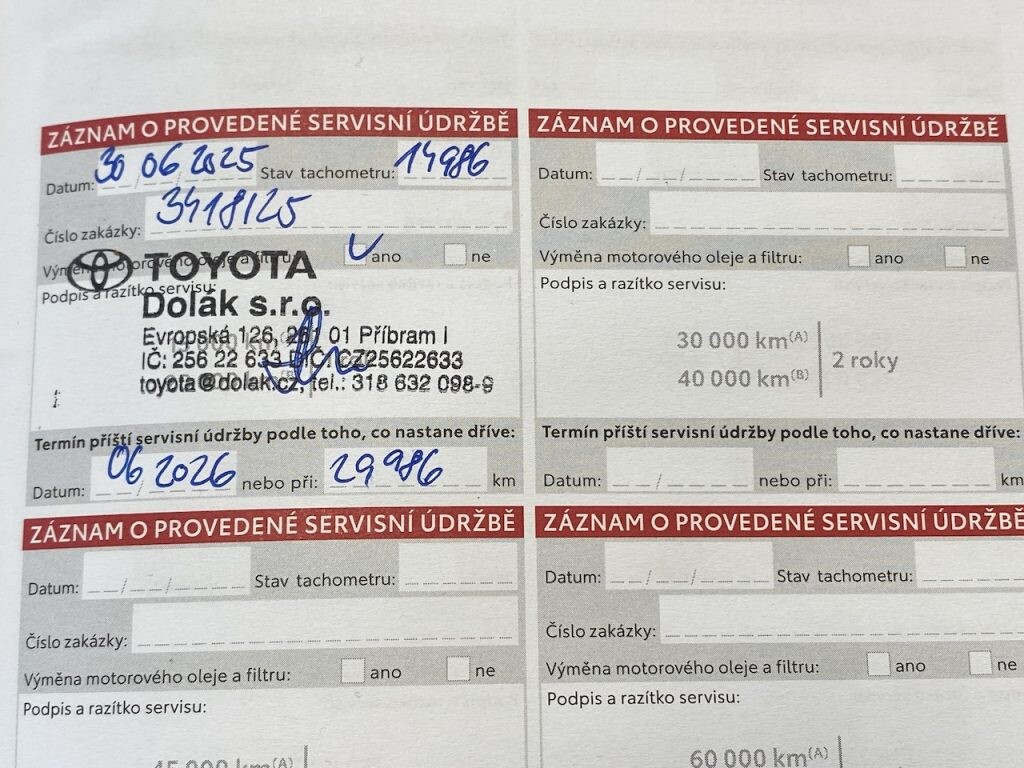 ZÁZNAM O PROVEDENÉ SERVISNÍ ÚDRŽBĚ
Datum: 30 06 2025 Stav tachometru: 14986
Číslo zakázky: 3418125
Výměna motorového oleje a filtru: ano ne
Podpis a razítko servisu:
TOYOTA
Dolák s.r.o.
Evropská 126, 261 01 Příbram I
IČ: 256 22 633 DIČ: CZ25622633
toyota@dolak.cz, tel.: 318 632 098-9
Termín příští servisní údržby podle toho, co nastane dříve:
Datum: 06 2026 nebo při: 29986 km
ZÁZNAM O PROVEDENÉ SERVISNÍ ÚDRŽBĚ
Datum: / / Stav tachometru:
Číslo zakázky:
Výměna motorového oleje a filtru: ano ne
Podpis a razítko servisu:
30 000 km(A)
40 000 km(B)
2 roky
Termín příští servisní údržby podle toho, co nastane dříve:
Datum: / nebo při: km
ZÁZNAM O PROVEDENÉ SERVISNÍ ÚDRŽBĚ
Datum: / / Stav tachometru:
Číslo zakázky:
Výměna motorového oleje a filtru: ano ne
Podpis a razítko servisu:
45 000 km(A)
ZÁZNAM O PROVEDENÉ SERVISNÍ ÚDRŽBĚ
Datum: / / Stav tachometru:
Číslo zakázky:
Výměna motorového oleje a filtru: ano ne
Podpis a razítko servisu:
60 000 km(A)